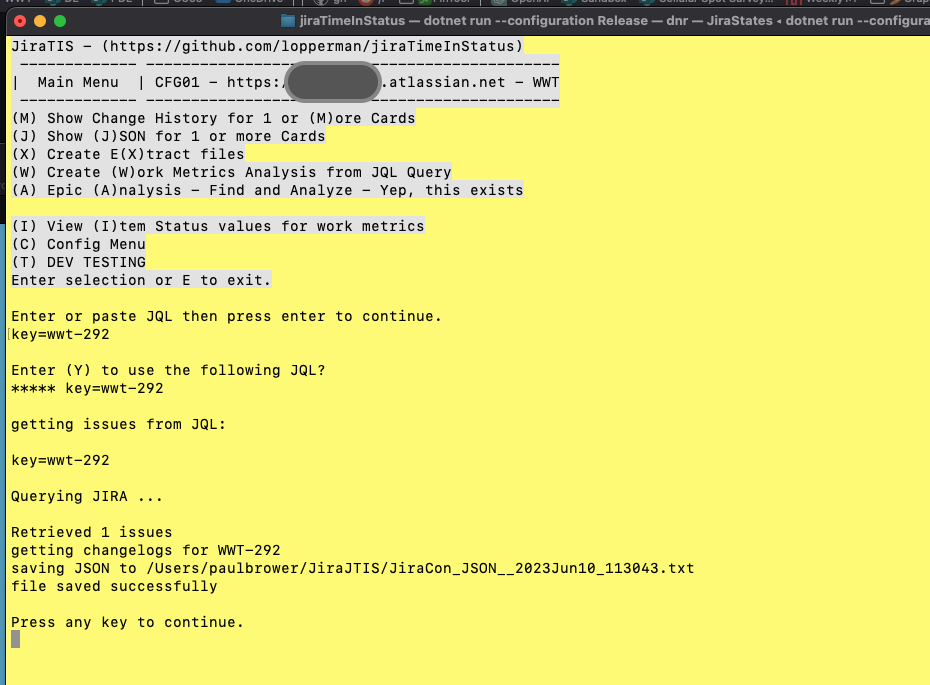 jiraTimeInStatus — dotnet run --configuration Release — dnr — JiraStates • dotnet run --configura
JiraTIS – (https://github.com/lopperman/jiraTimeInStatus)
------------- ----------------------------------------------
| Main Menu | CFG01 – https:/ .atlassian.net – WWT
------------- ----------------------------------------------
(M) Show Change History for 1 or (M)ore Cards
(J) Show (J)SON for 1 or more Cards
(X) Create E(X)tract files
(W) Create (W)ork Metrics Analysis from JQL Query
(A) Epic (A)nalysis – Find and Analyze – Yep, this exists
(I) View (I)tem Status values for work metrics
(C) Config Menu
(T) DEV TESTING
Enter selection or E to exit.
Enter or paste JQL then press enter to continue.
key=wwt-292
Enter (Y) to use the following JQL?
***** key=wwt-292
getting issues from JQL:
key=wwt-292
Querying JIRA ...
Retrieved 1 issues
getting changelogs for WWT-292
saving JSON to /Users/paulbrower/JiraJTIS/JiraCon_JSON__2023Jun10_113043.txt
file saved successfully
Press any key to continue.